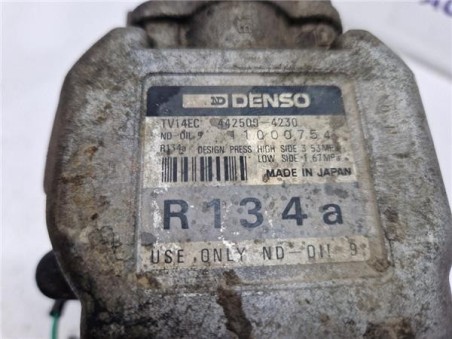 ND DENSO
TV14EC 442500-4230
ND-OIL 9 11000754
R134a DESIGN PRESS HIGH SIDE 3.53MPa
LOW SIDE 1.67MPa
MADE IN JAPAN
R134a
USE ONLY ND-OIL 9